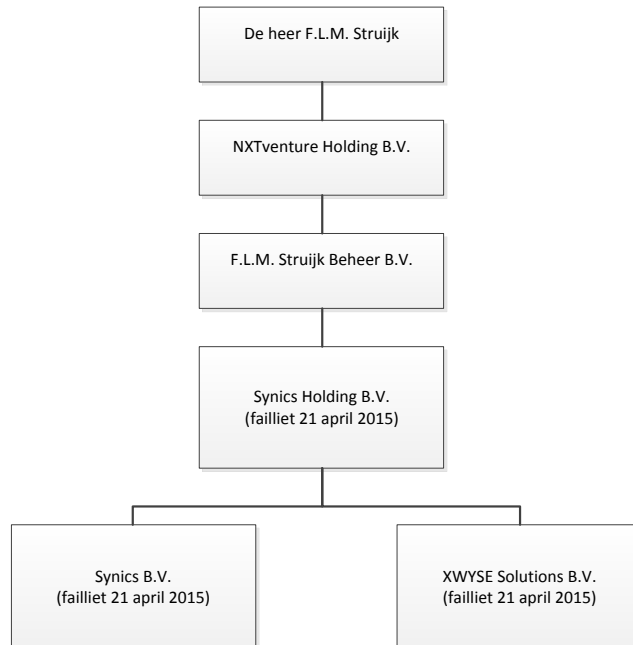 De heer F.L.M. Struijk
NXTventure Holding B.V.
F.L.M. Struijk Beheer B.V.
Synics Holding B.V.
(failliet 21 april 2015)
Synics B.V.
(failliet 21 april 2015)
XWYSE Solutions B.V.
(failliet 21 april 2015)